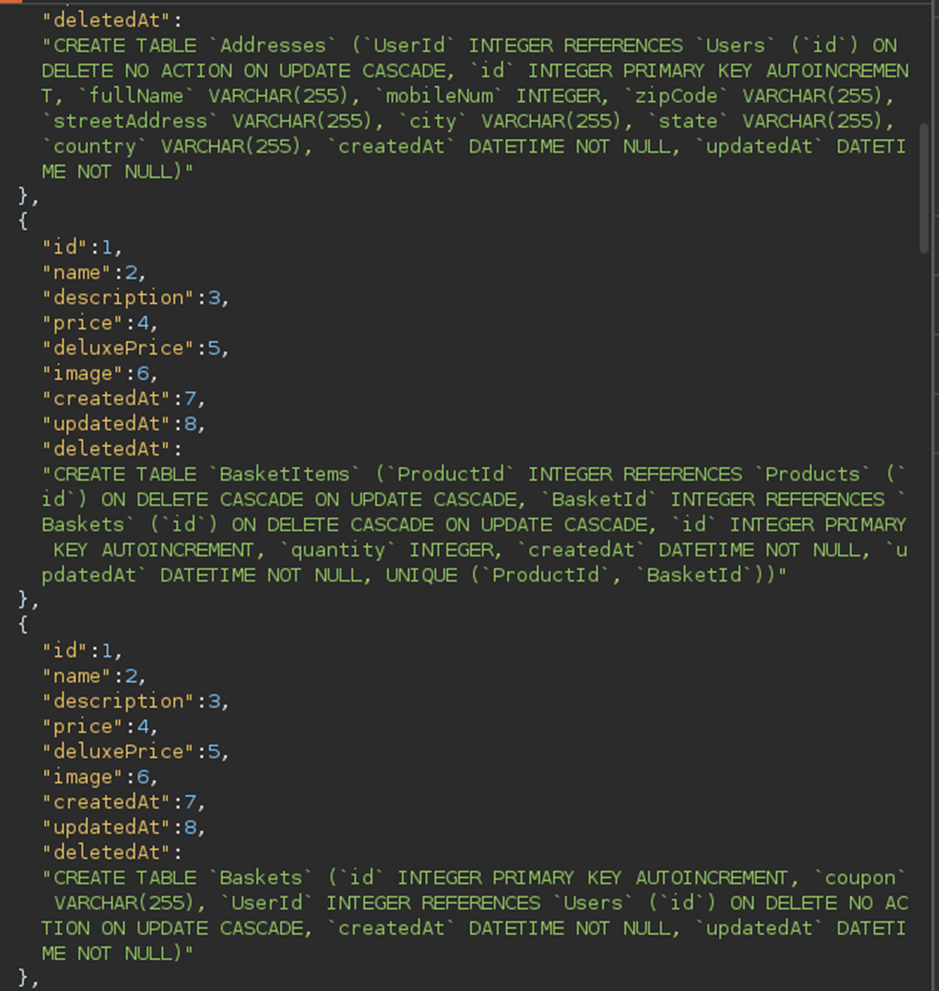 "deletedAt":
"CREATE TABLE `Addresses` (`UserId` INTEGER REFERENCES `Users` (`id`) ON
DELETE NO ACTION ON UPDATE CASCADE, `id` INTEGER PRIMARY KEY AUTOINCREMEN
T, `fullName` VARCHAR(255), `mobileNum` INTEGER, `zipCode` VARCHAR(255),
`streetAddress` VARCHAR(255), `city` VARCHAR(255), `state` VARCHAR(255),
`country` VARCHAR(255), `createdAt` DATETIME NOT NULL, `updatedAt` DATETI
ME NOT NULL)"
},
{
"id":1,
"name":2,
"description":3,
"price":4,
"deluxePrice":5,
"image":6,
"createdAt":7,
"updatedAt":8,
"deletedAt":
"CREATE TABLE `BasketItems` (`ProductId` INTEGER REFERENCES `Products` (`
id`) ON DELETE CASCADE ON UPDATE CASCADE, `BasketId` INTEGER REFERENCES `
Baskets` (`id`) ON DELETE CASCADE ON UPDATE CASCADE, `id` INTEGER PRIMARY
KEY AUTOINCREMENT, `quantity` INTEGER, `createdAt` DATETIME NOT NULL, `u
pdatedAt` DATETIME NOT NULL, UNIQUE (`ProductId`, `BasketId`))"
},
{
"id":1,
"name":2,
"description":3,
"price":4,
"deluxePrice":5,
"image":6,
"createdAt":7,
"updatedAt":8,
"deletedAt":
"CREATE TABLE `Baskets` (`id` INTEGER PRIMARY KEY AUTOINCREMENT, `coupon`
VARCHAR(255), `UserId` INTEGER REFERENCES `Users` (`id`) ON DELETE NO AC
TION ON UPDATE CASCADE, `createdAt` DATETIME NOT NULL, `updatedAt` DATETI
ME NOT NULL)"
},